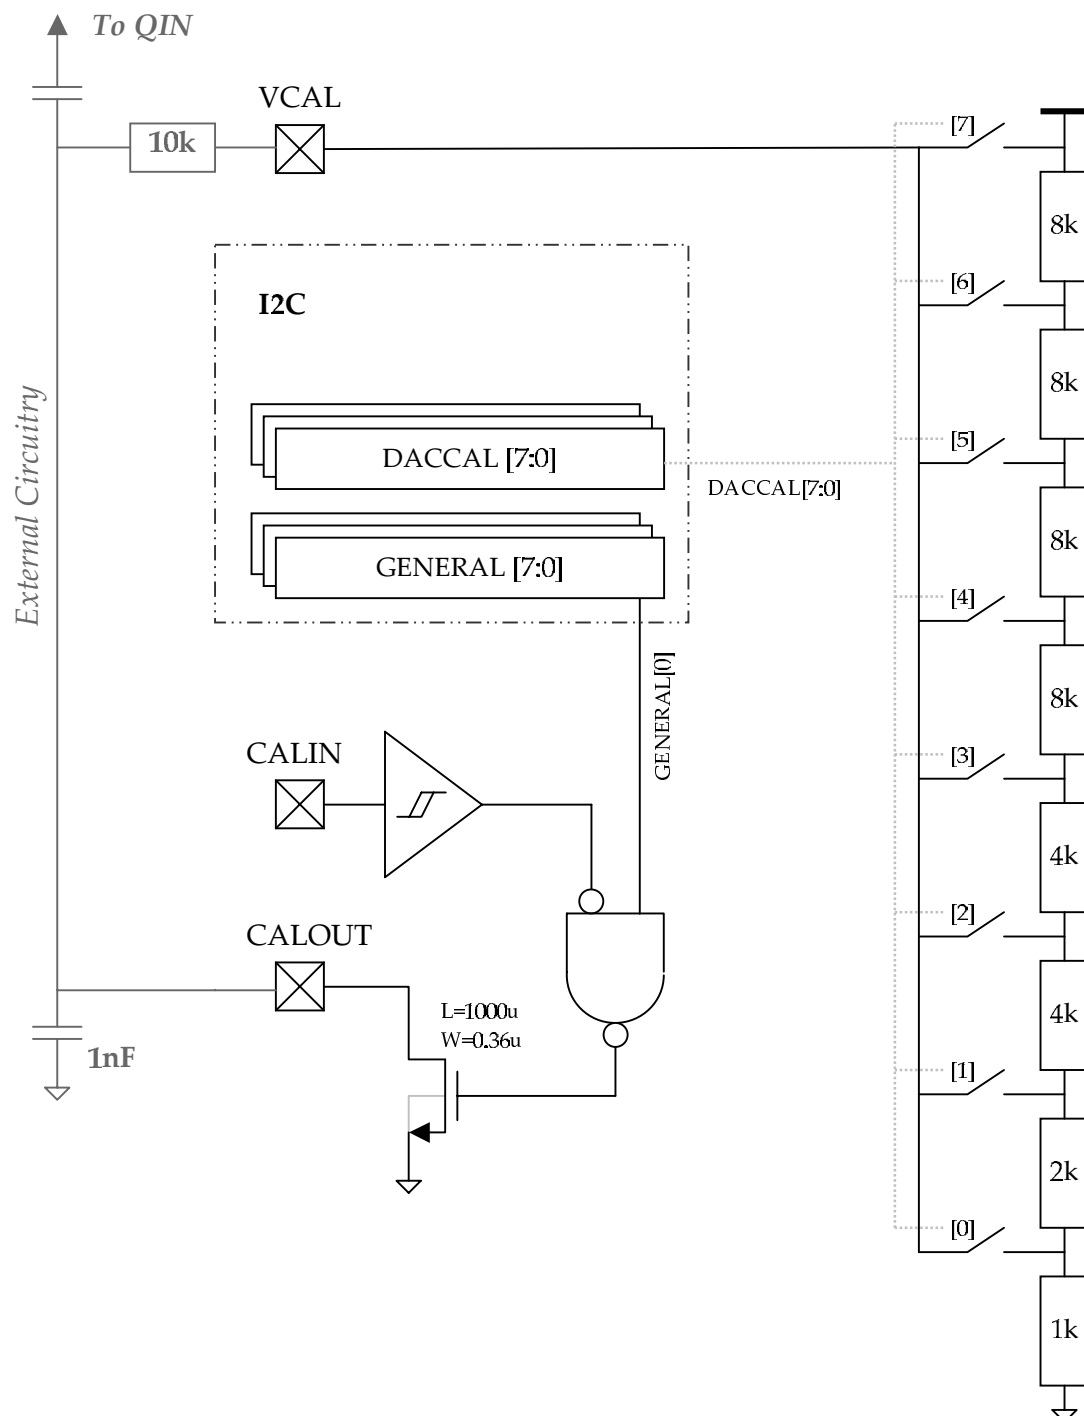 To QIN
VCAL
10k
[7]
8k
[6]
I2C
8k
External Circuitry
[5]
DACCAL [7:0]
DACCAL[7:0]
8k
GENERAL [7:0]
[4]
GENERAL[0]
8k
CALIN
[3]
4k
[2]
CALOUT
L=1000u
W=0.36u
4k
1nF
[1]
2k
[0]
1k